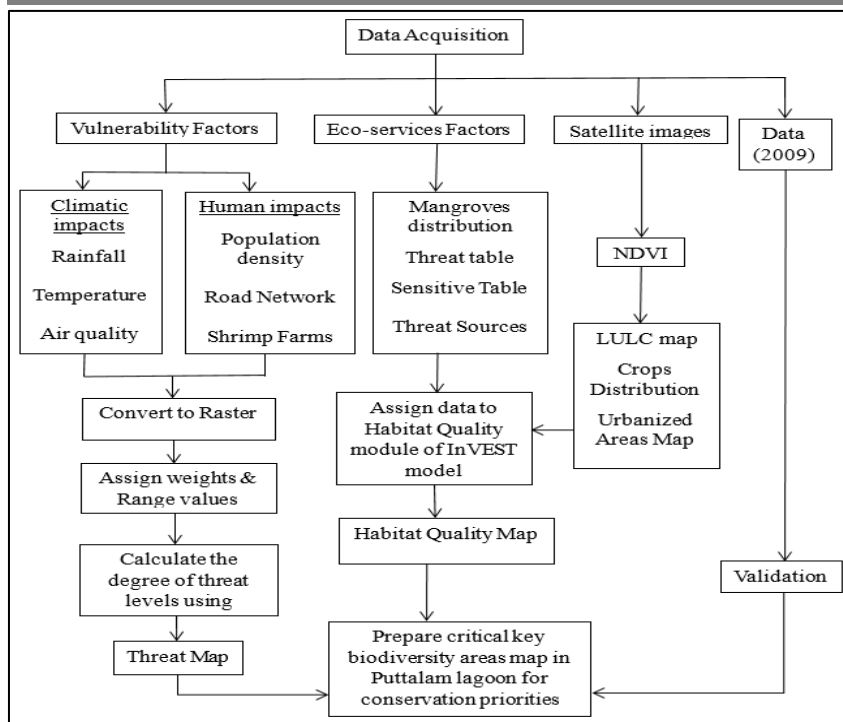 Data Acquisition
Vulnerability Factors
Eco-services Factors
Satellite images
Data
(2009)
Climatic
impacts
Rainfall
Temperature
Air quality
Human impacts
Population
density
Road Network
Shrimp Farms
Mangroves
distribution
Threat table
Sensitive Table
Threat Sources
NDVI
LULC map
Crops
Distribution
Urbanized
Areas Map
Convert to Raster
Assign data to
Habitat Quality
module of InVEST
model
Assign weights &
Range values
Habitat Quality Map
Calculate the
degree of threat
levels using
Validation
Threat Map
Prepare critical key
biodiversity areas map in
Puttalam lagoon for
conservation priorities